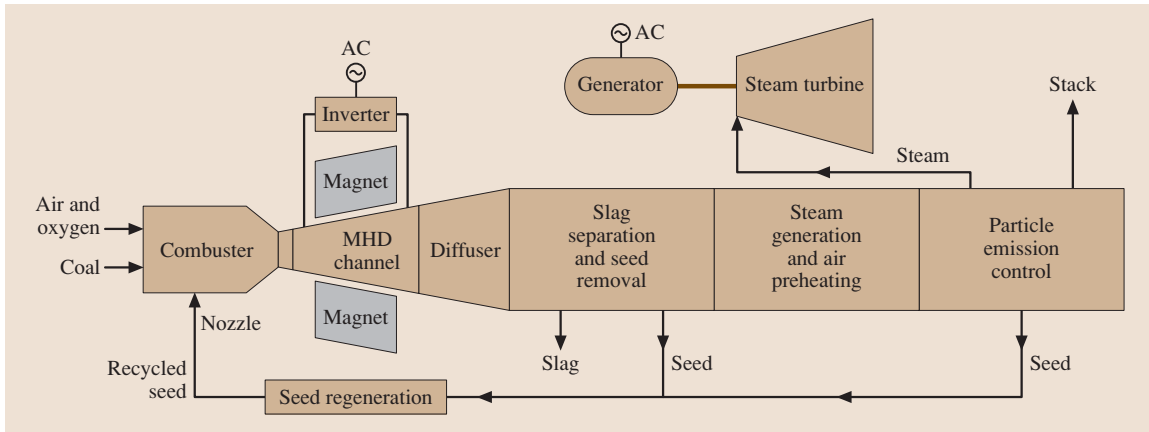 AC
Generator
Steam turbine
AC
Inverter
Stack
Steam
Magnet
Air and
oxygen
Coal
Combuster
MHD
channel
Diffuser
Slag
separation
and seed
removal
Steam
generation
and air
preheating
Particle
emission
control
Magnet
Nozzle
Recycled
seed
Slag
Seed
Seed
Seed regeneration